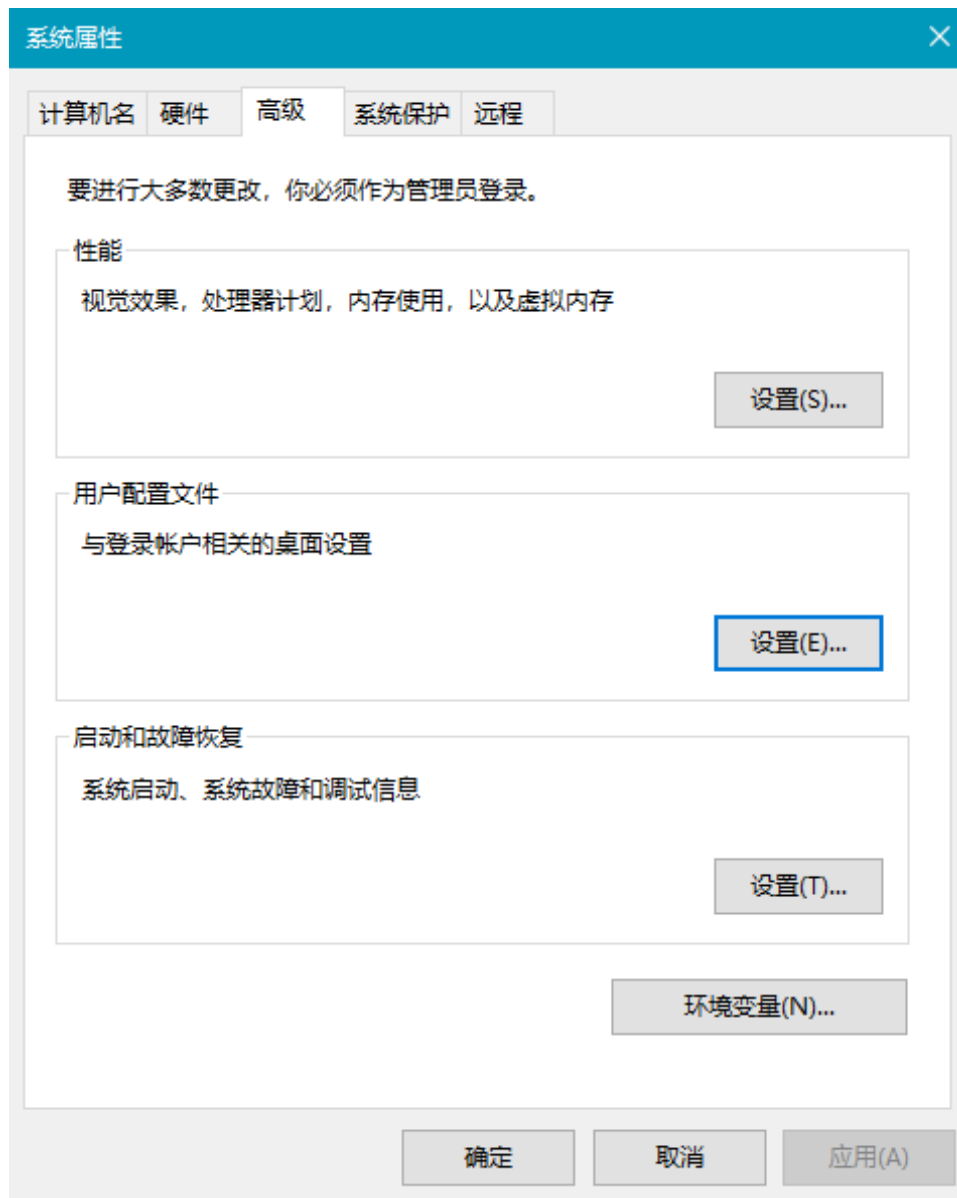 系统属性
计算机名 硬件 高级 系统保护 远程
要进行大多数更改，你必须作为管理员登录。
性能
视觉效果，处理器计划，内存使用，以及虚拟内存
设置(S)...
用户配置文件
与登录帐户相关的桌面设置
设置(E)...
启动和故障恢复
系统启动、系统故障和调试信息
设置(T)...
环境变量(N)...
确定 取消 应用(A)